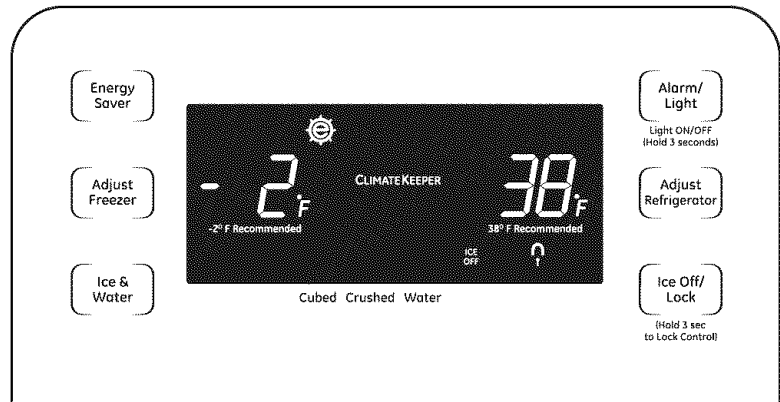 Energy
Saver
Alarm/
Light
Light ON/OFF
(Hold 3 seconds)
e
- 2°F
CLIMATEKEEPER
38°F
Adjust
Freezer
Adjust
Refrigerator
-2° F Recommended
38° F Recommended
ICE
OFF
Ice &
Water
Ice Off/
Lock
Cubed Crushed Water
(Hold 3 sec
to Lock Control)